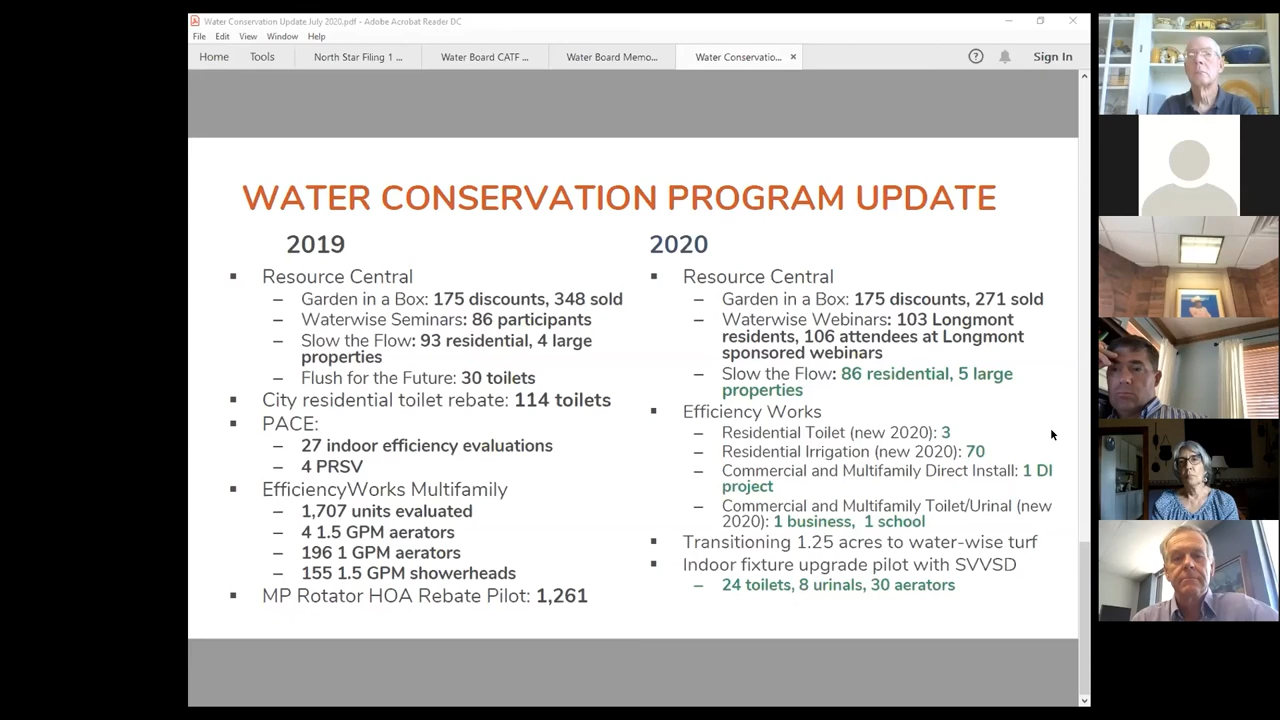 Water Conservation Update July 2020.pdf - Adobe Acrobat Reader DC
File Edit View Window Help
Home Tools North Star Filing 1 ... Water Board CATF ... Water Board Memo... Water Conservatio... × ? Sign In
WATER CONSERVATION PROGRAM UPDATE
2019
▪ Resource Central
– Garden in a Box: 175 discounts, 348 sold
– Waterwise Seminars: 86 participants
– Slow the Flow: 93 residential, 4 large
properties
– Flush for the Future: 30 toilets
▪ City residential toilet rebate: 114 toilets
▪ PACE:
– 27 indoor efficiency evaluations
– 4 PRSV
▪ EfficiencyWorks Multifamily
– 1,707 units evaluated
– 4 1.5 GPM aerators
– 196 1 GPM aerators
– 155 1.5 GPM showerheads
▪ MP Rotator HOA Rebate Pilot: 1,261
2020
▪ Resource Central
– Garden in a Box: 175 discounts, 271 sold
– Waterwise Webinars: 103 Longmont
residents, 106 attendees at Longmont
sponsored webinars
– Slow the Flow: 86 residential, 5 large
properties
▪ Efficiency Works
– Residential Toilet (new 2020): 3
– Residential Irrigation (new 2020): 70
– Commercial and Multifamily Direct Install: 1 DI
project
– Commercial and Multifamily Toilet/Urinal (new
2020): 1 business, 1 school
▪ Transitioning 1.25 acres to water-wise turf
▪ Indoor fixture upgrade pilot with SVVSD
– 24 toilets, 8 urinals, 30 aerators